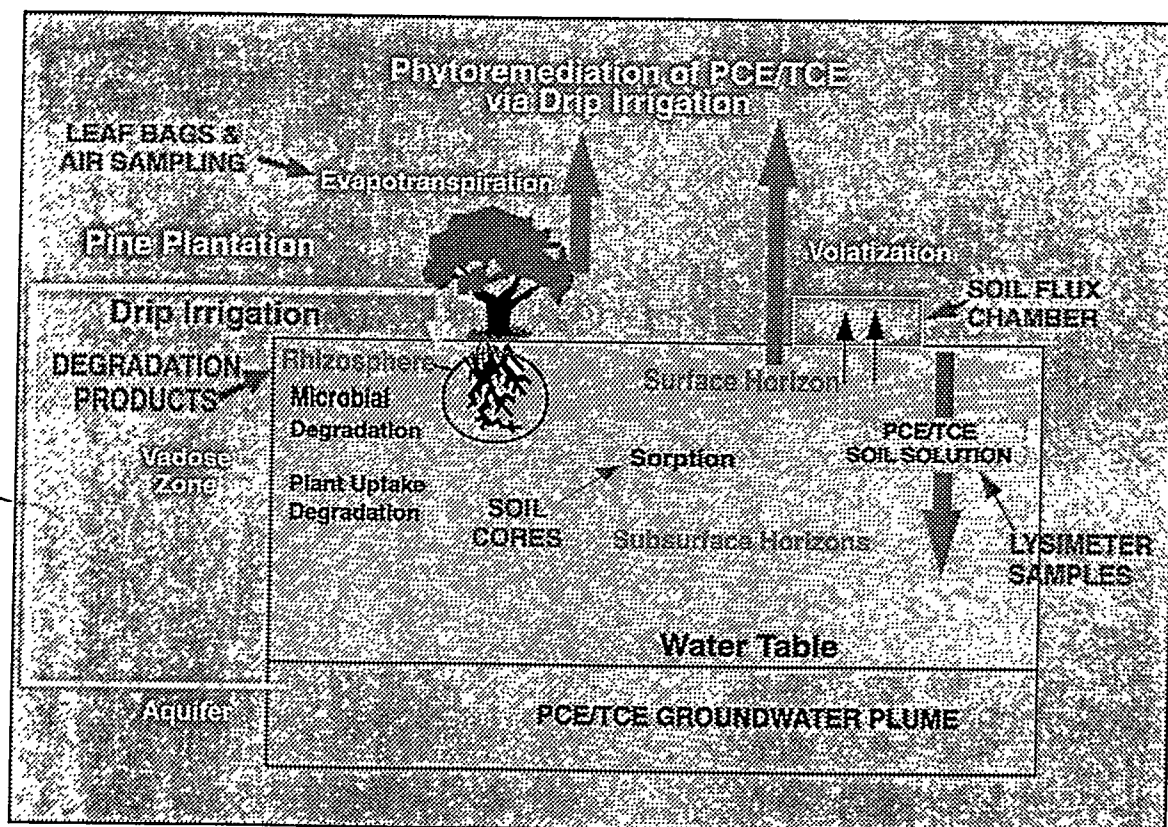 Phytoremediation of PCE/TCE
via Drip Irrigation
LEAF BAGS &
AIR SAMPLING
Evapotranspiration
Pine Plantation
Volatization
Drip Irrigation
SOIL FLUX
CHAMBER
DEGRADATION
PRODUCTS
Rhizosphere
Microbial
Degradation
Surface Horizon
PCE/TCE
SOIL SOLUTION
Vadose
Zone
Sorption
Plant Uptake
Degradation
SOIL
CORES
Subsurface Horizons
LYSIMETER
SAMPLES
Water Table
Aquifer
PCE/TCE GROUNDWATER PLUME